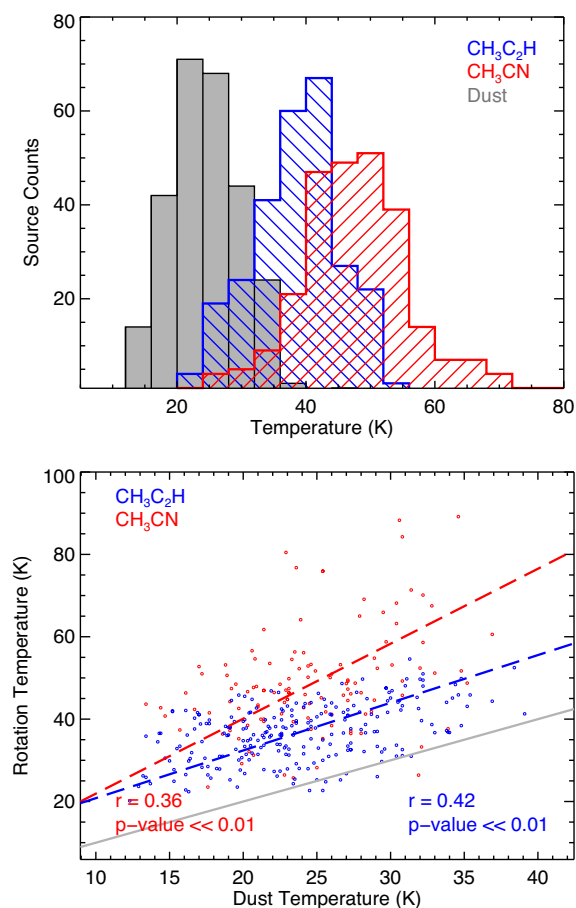 80
60
40
20
Source Counts
CH₃C₂H
CH₃CN
Dust
20 40 60 80
Temperature (K)
100
80
60
40
20
Rotation Temperature (K)
CH₃C₂H
CH₃CN
r = 0.36
p−value << 0.01
r = 0.42
p−value << 0.01
10 15 20 25 30 35 40
Dust Temperature (K)